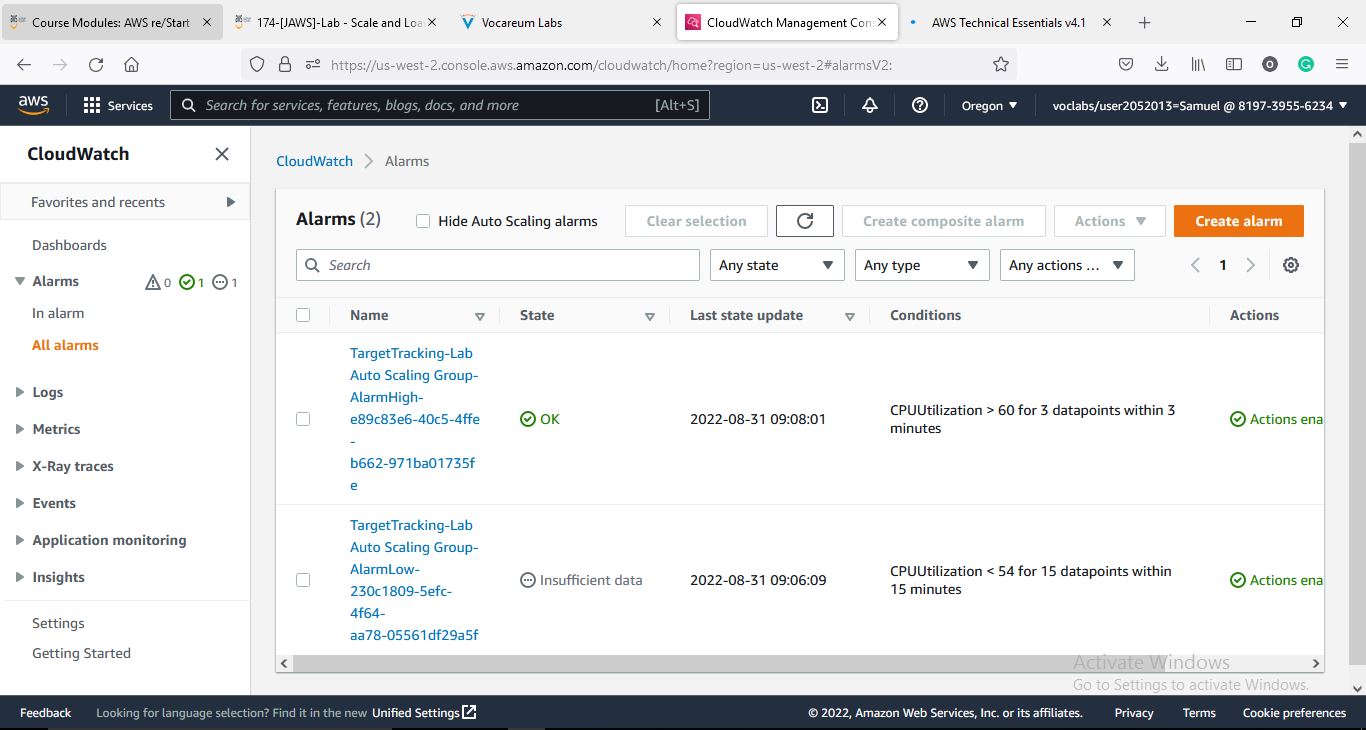 Course Modules: AWS re/Start
174-[JAWS]-Lab - Scale and Loa
Vocareum Labs
CloudWatch Management Cons
AWS Technical Essentials v4.1
https://us-west-2.console.aws.amazon.com/cloudwatch/home?region=us-west-2#alarmsV2:
aws
Services
Search for services, features, blogs, docs, and more
[Alt+S]
Oregon
voclabs/user2052013=Samuel @ 8197-3955-6234
CloudWatch
Favorites and recents
Dashboards
Alarms
0
1
1
In alarm
All alarms
Logs
Metrics
X-Ray traces
Events
Application monitoring
Insights
Settings
Getting Started
CloudWatch
Alarms
Alarms (2)
Hide Auto Scaling alarms
Clear selection
Create composite alarm
Actions
Create alarm
Search
Any state
Any type
Any actions ...
1
Name
State
Last state update
Conditions
Actions
TargetTracking-Lab
Auto Scaling Group-
AlarmHigh-
e89c83e6-40c5-4ffe
-
b662-971ba01735f
e
OK
2022-08-31 09:08:01
CPUUtilization > 60 for 3 datapoints within 3
minutes
Actions ena
TargetTracking-Lab
Auto Scaling Group-
AlarmLow-
230c1809-5efc-
4f64-
aa78-05561df29a5f
Insufficient data
2022-08-31 09:06:09
CPUUtilization < 54 for 15 datapoints within
15 minutes
Actions ena
Activate Windows
Go to Settings to activate Windows.
Feedback
Looking for language selection? Find it in the new Unified Settings
© 2022, Amazon Web Services, Inc. or its affiliates.
Privacy
Terms
Cookie preferences